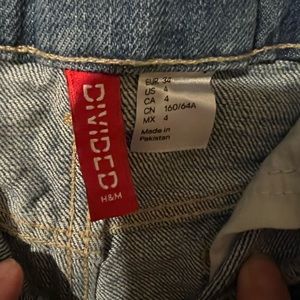 DIVIDED
H&M
EUR 34
US 4
CA 4
CN 160/64A
MX 4
Made in
Pakistan